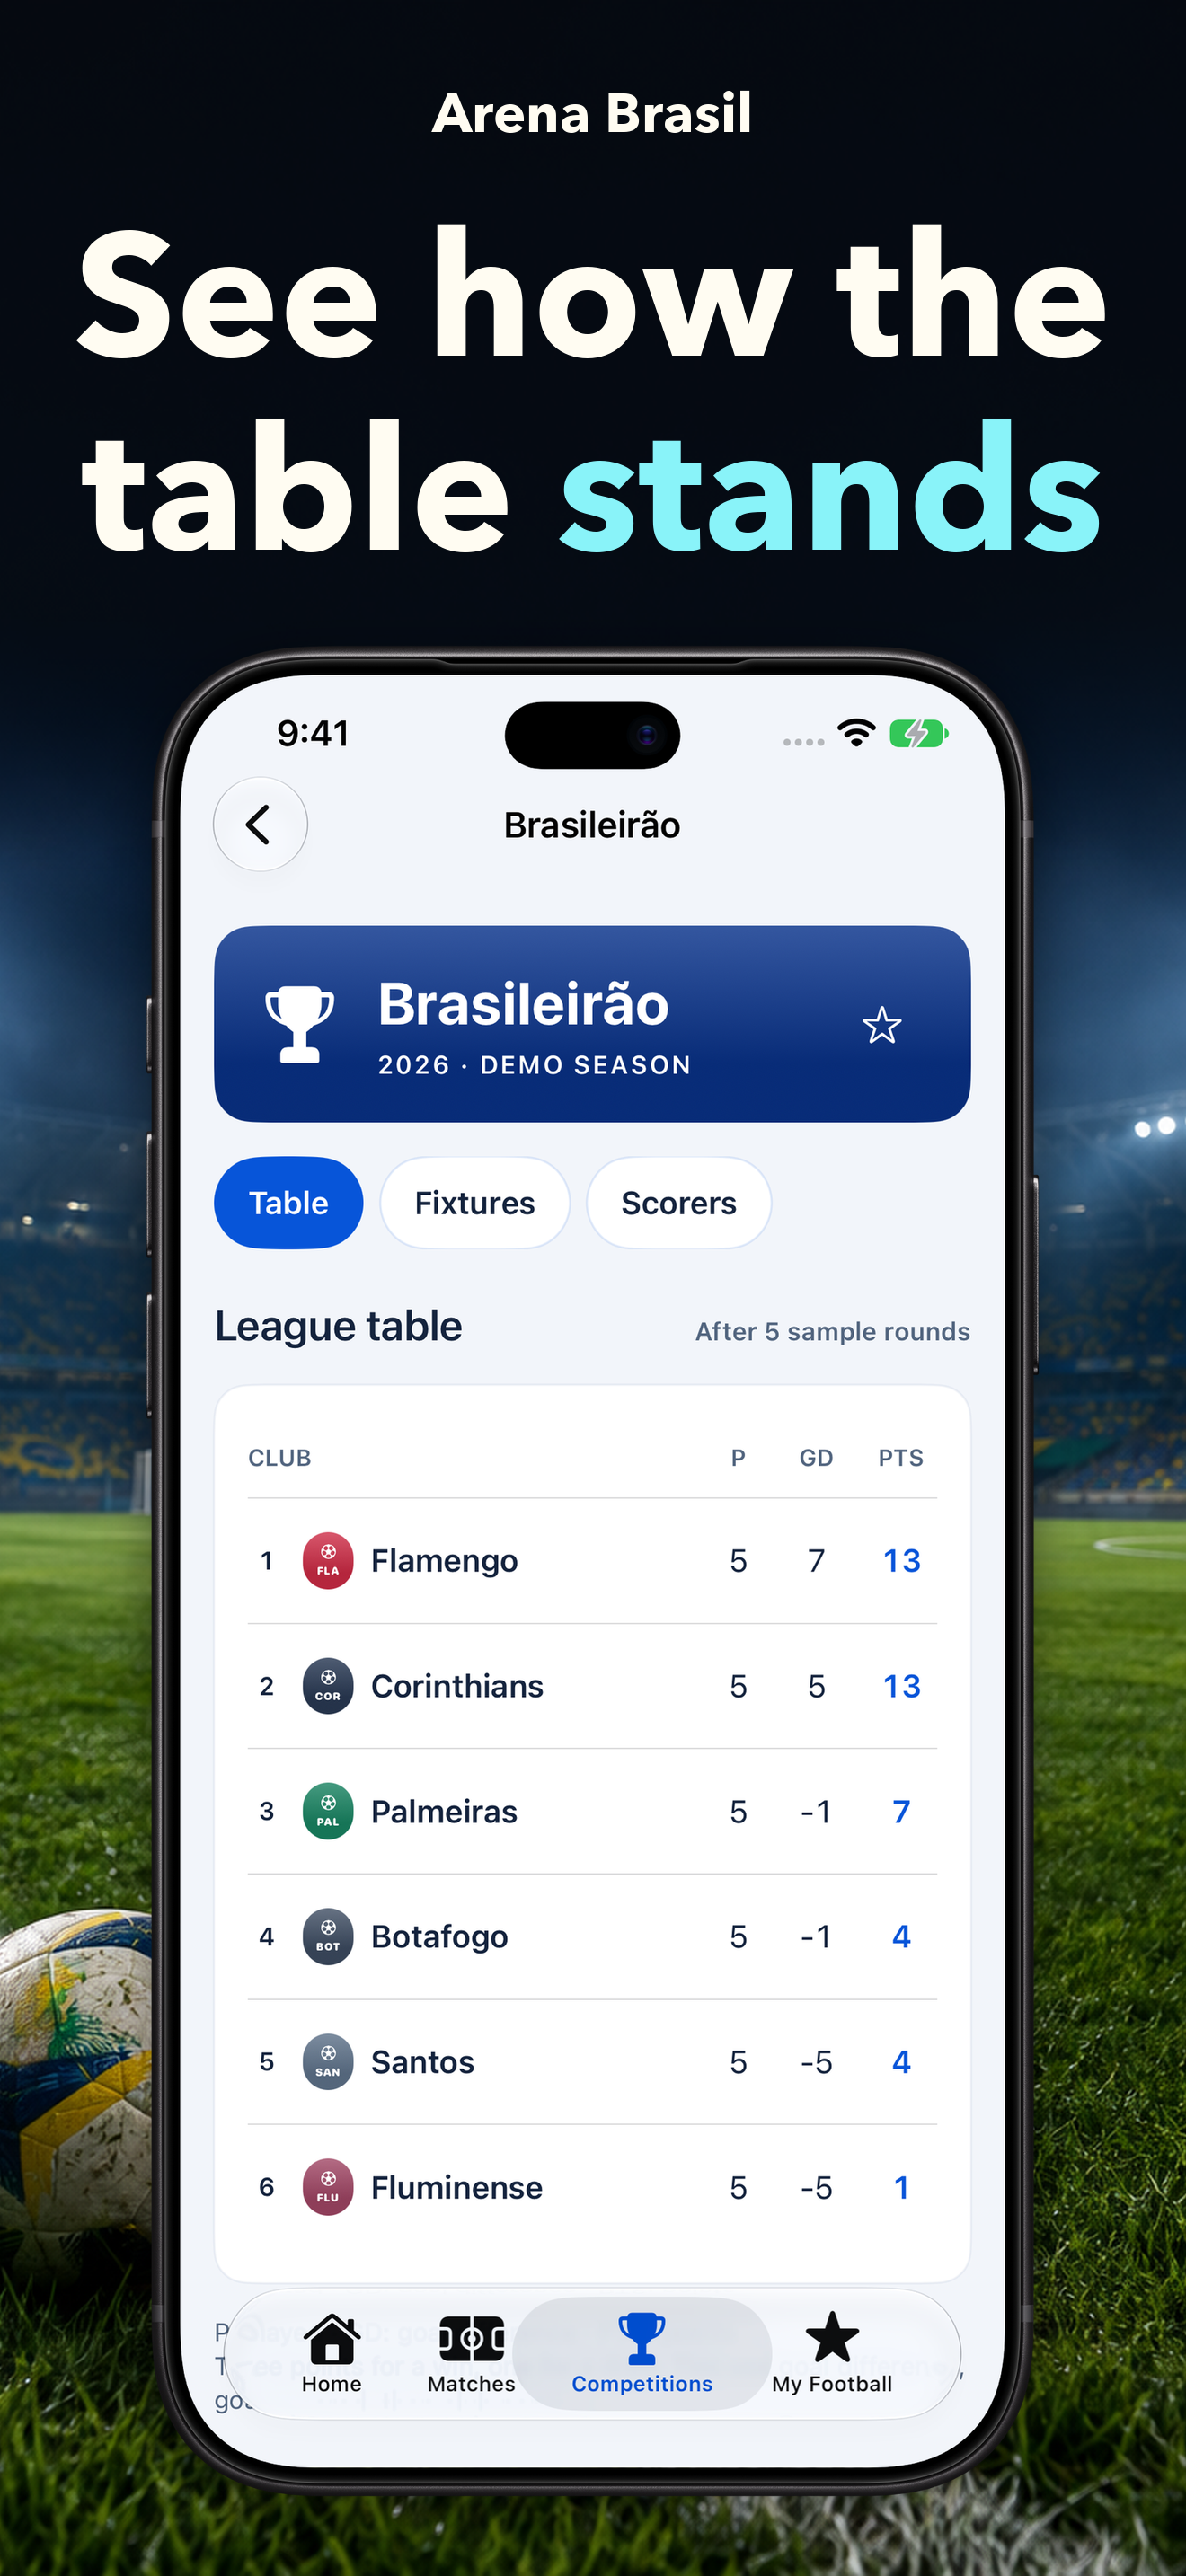 Arena Brasil
See how the
table stands
9:41
Brasileirão
Brasileirão
2026 · DEMO SEASON
Table Fixtures Scorers
League table After 5 sample rounds
CLUB P GD PTS
1 FLA Flamengo 5 7 13
2 COR Corinthians 5 5 13
3 PAL Palmeiras 5 -1 7
4 BOT Botafogo 5 -1 4
5 SAN Santos 5 -5 4
6 FLU Fluminense 5 -5 1
Home Matches Competitions My Football